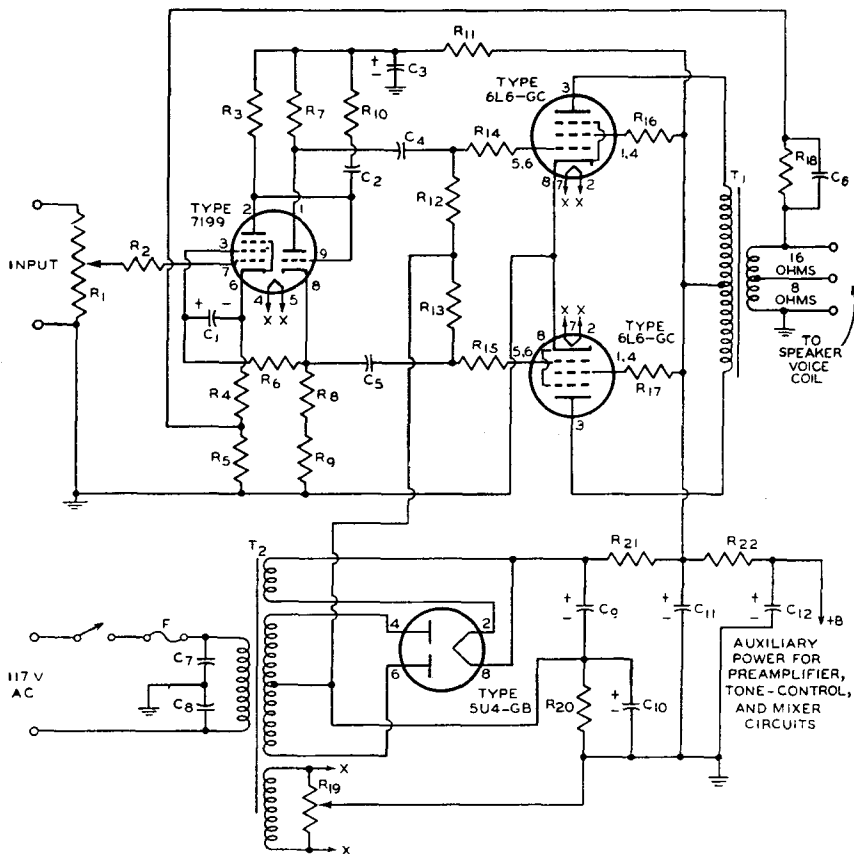 R11
C3
TYPE
6L6-GC
3
R3
R7
R10
C4
R14
R16
5,6
1,4
8
7
2
X X
C2
R18
C6
T1
TYPE
7199
2
1
R12
3
7
6
9
4
5
8
X X
INPUT
R1
R2
16
OHMS
8
OHMS
C1
+
-
R13
X X
8
7
2
TYPE
6L6-GC
TO
SPEAKER
VOICE
COIL
R6
C5
R15
5,6
1,4
R4
R8
R17
3
R5
R9
T2
R21
R22
4
2
6
8
TYPE
5U4-GB
+
-
C9
+
-
C11
+
-
C12
+B
AUXILIARY
POWER FOR
PREAMPLIFIER,
TONE-CONTROL,
AND MIXER
CIRCUITS
F
C7
C8
117 V
AC
R20
+
-
C10
X
R19
X